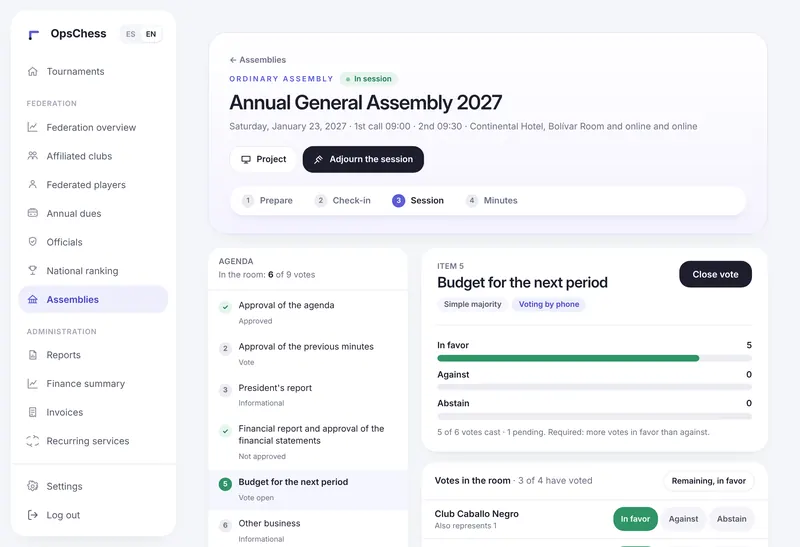 OpsChess
ES EN
Tournaments
FEDERATION
Federation overview
Affiliated clubs
Federated players
Annual dues
Officials
National ranking
Assemblies
ADMINISTRATION
Reports
Finance summary
Invoices
Recurring services
Settings
Log out
← Assemblies
ORDINARY ASSEMBLY In session
Annual General Assembly 2027
Saturday, January 23, 2027 · 1st call 09:00 · 2nd 09:30 · Continental Hotel, Bolívar Room and online and online
Project
Adjourn the session
1 Prepare
2 Check-in
3 Session
4 Minutes
AGENDA
In the room: 6 of 9 votes
Approval of the agenda
Approved
2 Approval of the previous minutes
Vote
3 President's report
Informational
Financial report and approval of the
financial statements
Not approved
5 Budget for the next period
Vote open
6 Other business
Informational
ITEM 5
Budget for the next period
Simple majority
Voting by phone
Close vote
In favor 5
Against 0
Abstain 0
5 of 6 votes cast · 1 pending. Required: more votes in favor than against.
Votes in the room · 3 of 4 have voted
Remaining, in favor
Club Caballo Negro
Also represents 1
In favor Against Abstain